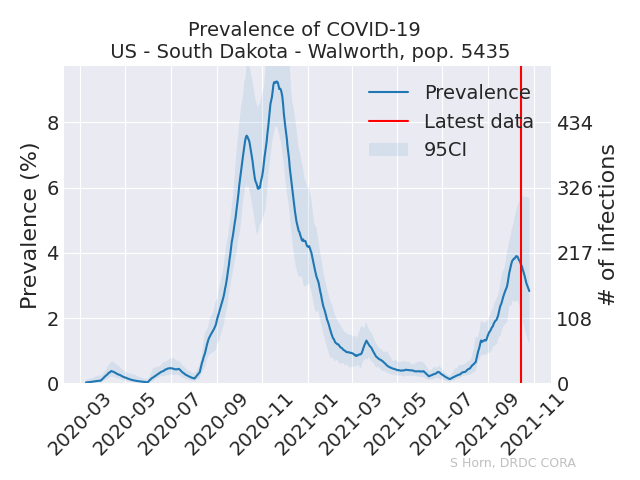 Prevalence of COVID-19
US - South Dakota - Walworth, pop. 5435
Prevalence
Latest data
95CI
Prevalence (%)
8
6
4
2
0
434
326
217
108
0
# of infections
2020-03
2020-05
2020-07
2020-09
2020-11
2021-01
2021-03
2021-05
2021-07
2021-09
2021-11
S Horn, DRDC CORA